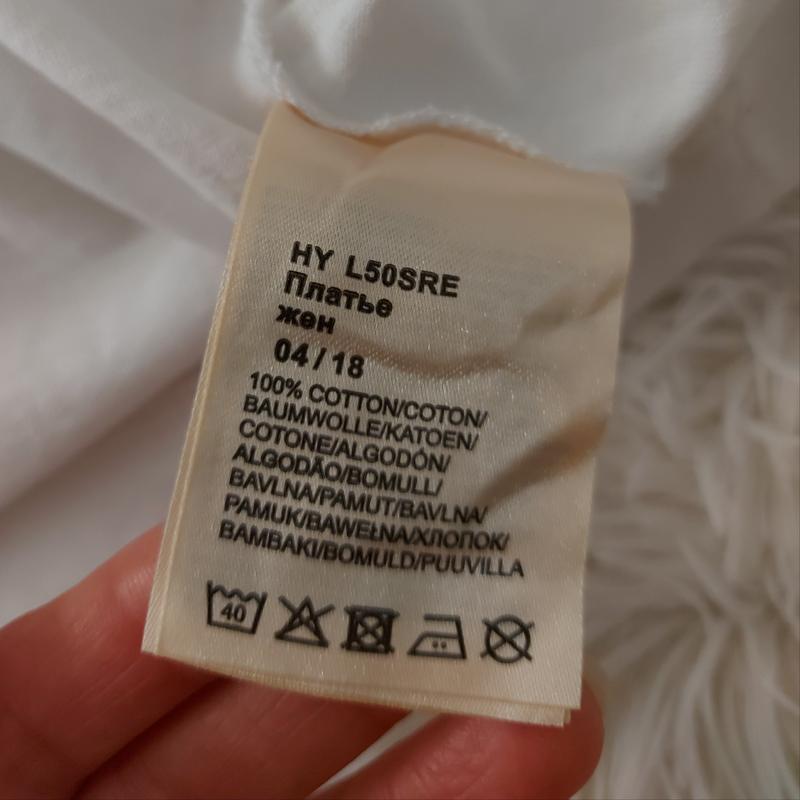 HY L50SRE
Платье
жен
04/18
100% COTTON/COTON/
BAUMWOLLE/KATOEN/
COTONE/ALGODÓN/
ALGODÃO/BOMULL/
BAVLNA/PAMUT/BAVLNA/
PAMUK/BAWEŁNA/ХЛОПОК/
BAMBAKI/BOMULD/PUUVILLA
40